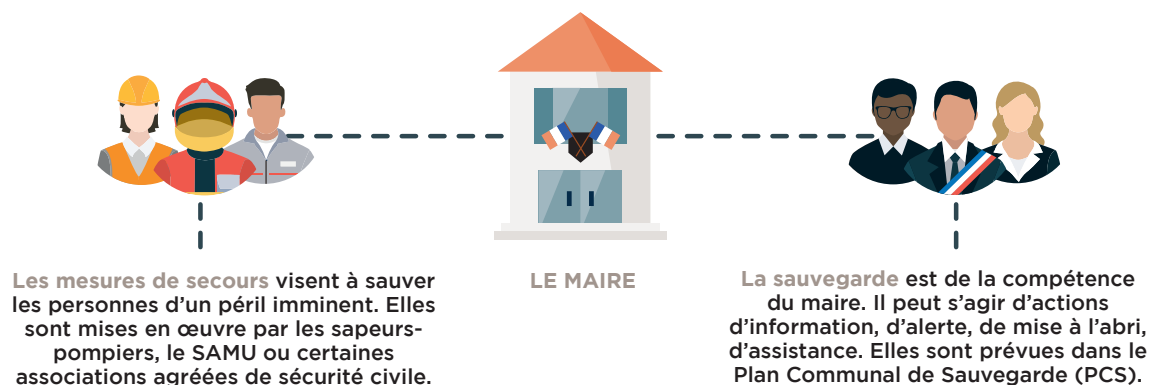 Les mesures de secours visent à sauver
les personnes d’un péril imminent. Elles
sont mises en œuvre par les sapeurs-
pompiers, le SAMU ou certaines
associations agréées de sécurité civile.
LE MAIRE
La sauvegarde est de la compétence
du maire. Il peut s’agir d’actions
d’information, d’alerte, de mise à l’abri,
d’assistance. Elles sont prévues dans le
Plan Communal de Sauvegarde (PCS).